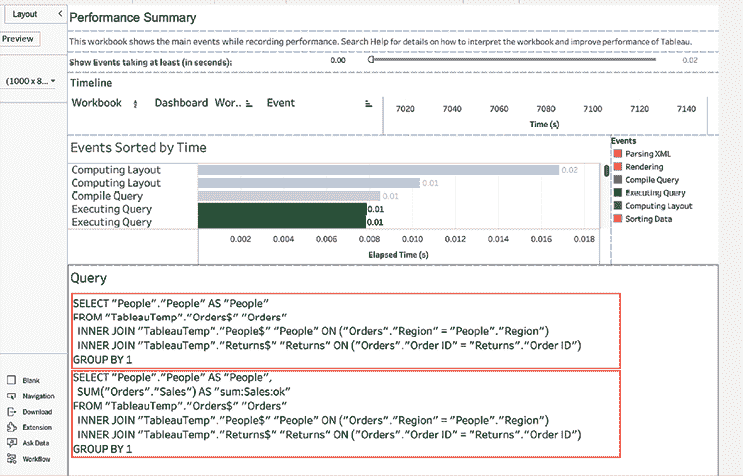 Layout
Performance Summary
Preview
This workbook shows the main events while recording performance. Search Help for details on how to interpret the workbook and improve performance of Tableau.
Show Events taking at least (in seconds): 0.00 0.02
(1000 x 8...
Timeline
Workbook Dashboard Wor.. Event
7020 7040 7060 7080 7100 7120 7140
Time (s)
Events Sorted by Time
Computing Layout 0.02
Computing Layout 0.01
Compile Query 0.01
Executing Query 0.01
Executing Query 0.01
0.002 0.004 0.006 0.008 0.010 0.012 0.014 0.016 0.018
Elapsed Time (s)
Events
Parsing XML
Rendering
Compile Query
Executing Query
Computing Layout
Sorting Data
Query
SELECT "People"."People" AS "People"
FROM "TableauTemp"."Orders$" "Orders"
INNER JOIN "TableauTemp"."People$" "People" ON ("Orders"."Region" = "People"."Region")
INNER JOIN "TableauTemp"."Returns$" "Returns" ON ("Orders"."Order ID" = "Returns"."Order ID")
GROUP BY 1
SELECT "People"."People" AS "People",
SUM("Orders"."Sales") AS "sum:Sales:ok"
FROM "TableauTemp"."Orders$" "Orders"
INNER JOIN "TableauTemp"."People$" "People" ON ("Orders"."Region" = "People"."Region")
INNER JOIN "TableauTemp"."Returns$" "Returns" ON ("Orders"."Order ID" = "Returns"."Order ID")
GROUP BY 1
Blank
Navigation
Download
Extension
Ask Data
Workflow